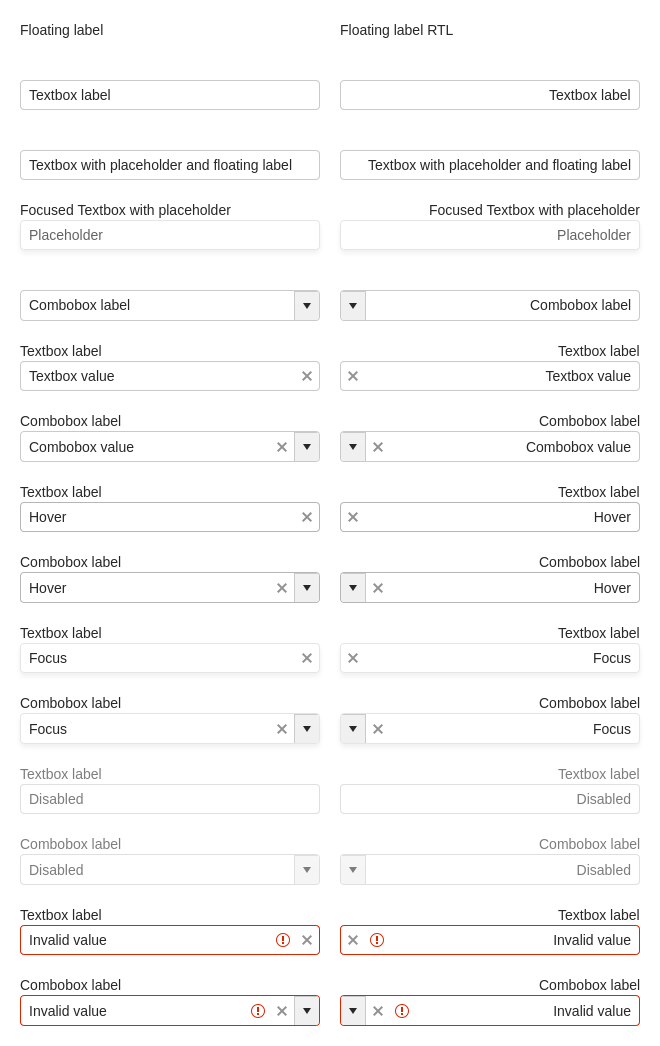 Floating label
Floating label RTL
Textbox label
Textbox label
Textbox with placeholder and floating label
Textbox with placeholder and floating label
Focused Textbox with placeholder
Focused Textbox with placeholder
Placeholder
Placeholder
Combobox label
Combobox label
Textbox label
Textbox label
Textbox value
Textbox value
Combobox label
Combobox label
Combobox value
Combobox value
Textbox label
Textbox label
Hover
Hover
Combobox label
Combobox label
Hover
Hover
Textbox label
Textbox label
Focus
Focus
Combobox label
Combobox label
Focus
Focus
Textbox label
Textbox label
Disabled
Disabled
Combobox label
Combobox label
Disabled
Disabled
Textbox label
Textbox label
Invalid value
Invalid value
Combobox label
Combobox label
Invalid value
Invalid value